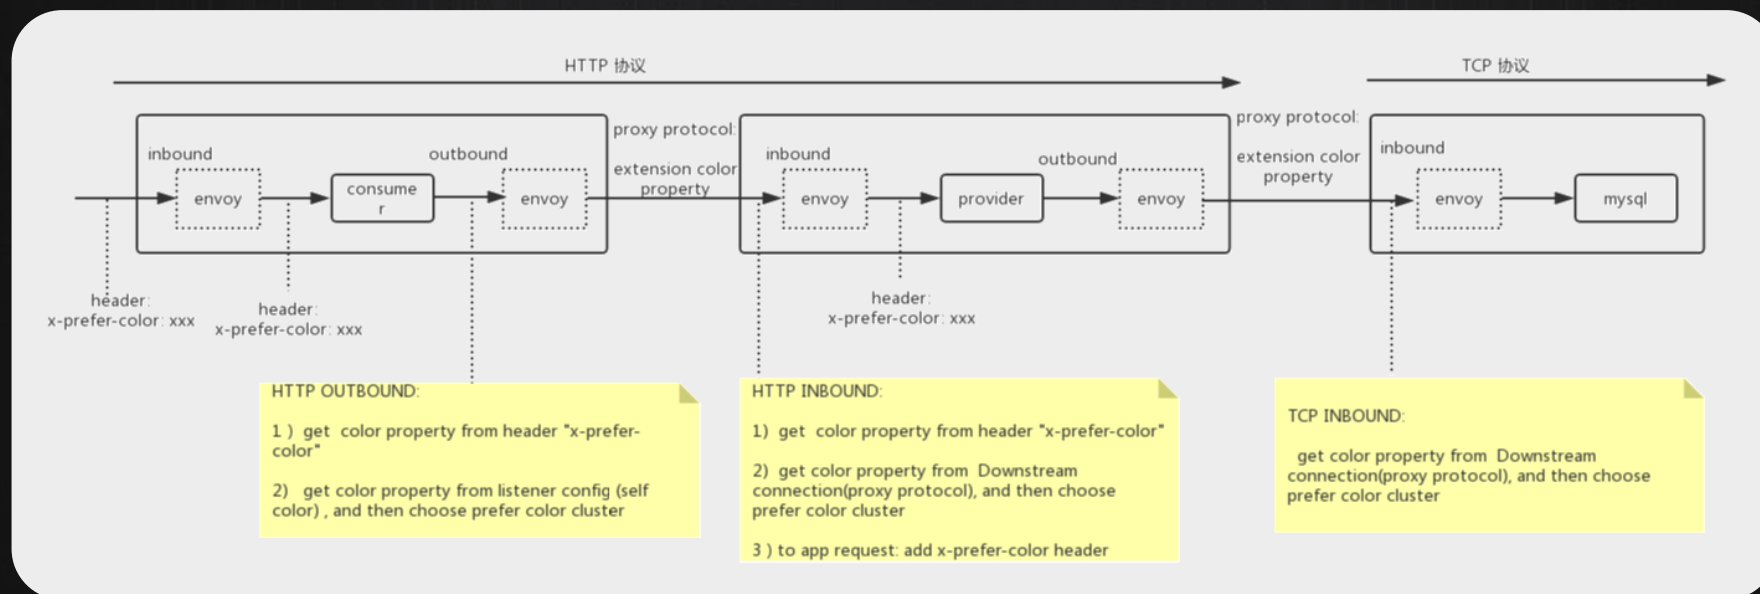 HTTP 协议
TCP 协议
inbound
envoy
consume
r
outbound
envoy
proxy protocol:
extension color
property
inbound
envoy
provider
outbound
envoy
proxy protocol:
extension color
property
inbound
envoy
mysql
header:
x-prefer-color: xxx
header:
x-prefer-color: xxx
header:
x-prefer-color: xxx
HTTP OUTBOUND:
1 ) get color property from header "x-prefer-
color"
2) get color property from listener config (self
color) , and then choose prefer color cluster
HTTP INBOUND:
1) get color property from header "x-prefer-color"
2) get color property from Downstream
connection(proxy protocol), and then choose
prefer color cluster
3 ) to app request: add x-prefer-color header
TCP INBOUND:
get color property from Downstream
connection(proxy protocol), and then choose
prefer color cluster